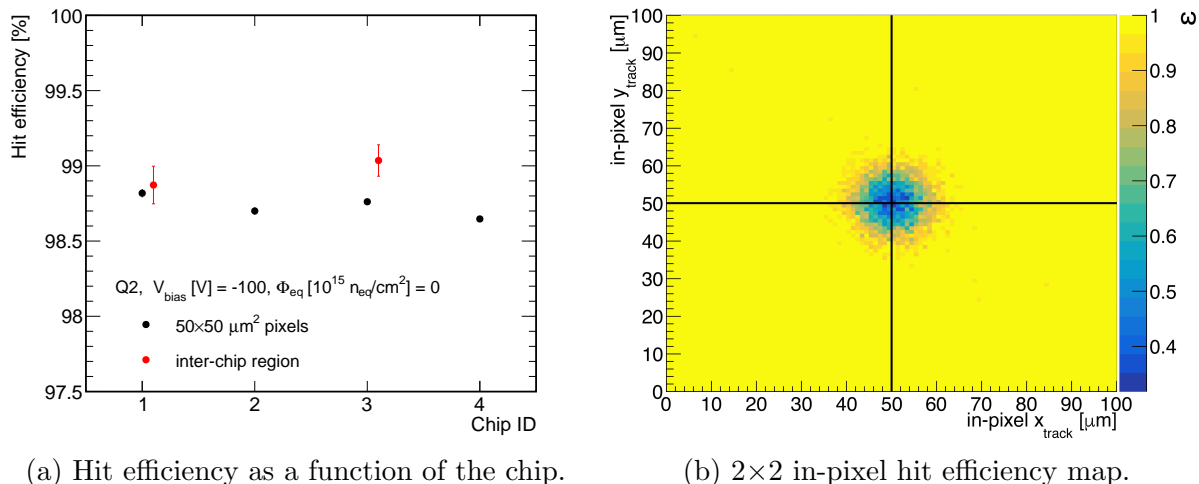 Hit efficiency [%]
100
99.5
99
98.5
98
97.5
1 2 3 4
Chip ID
Q2, V_bias [V] = -100, Φ_eq [10^15 n_eq/cm^2] = 0
50×50 μm^2 pixels
inter-chip region
(a) Hit efficiency as a function of the chip.
in-pixel y_track [μm]
100
90
80
70
60
50
40
30
20
10
0
0 10 20 30 40 50 60 70 80 90 100
in-pixel x_track [μm]
ε
1
0.9
0.8
0.7
0.6
0.5
0.4
(b) 2×2 in-pixel hit efficiency map.